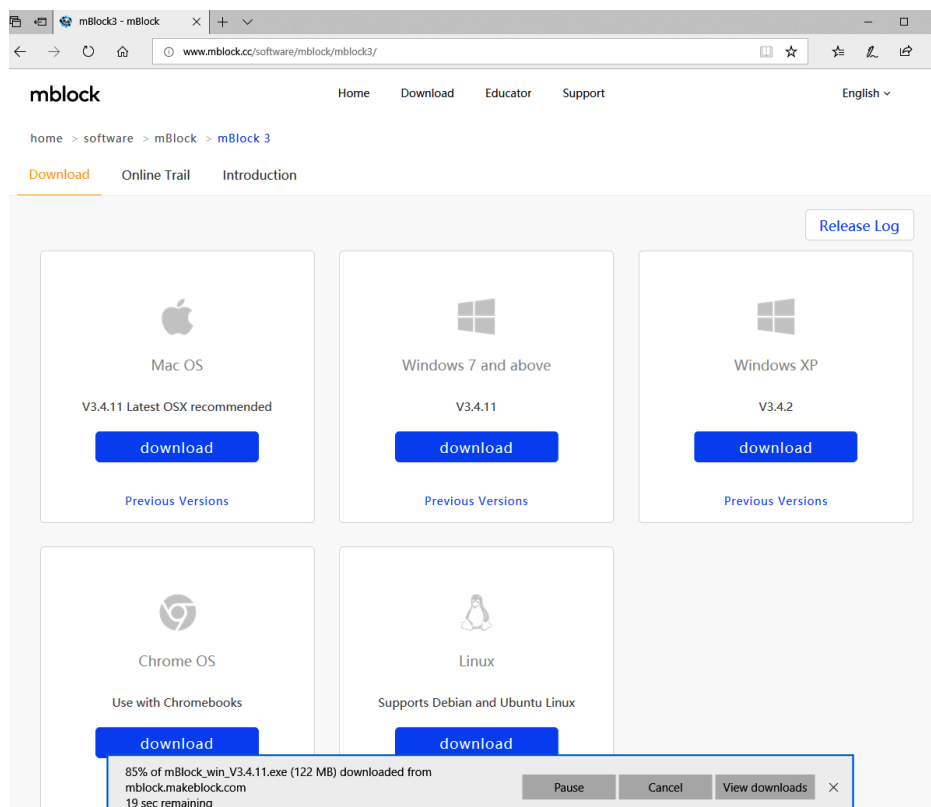 mBlock3 - mBlock
www.mblock.cc/software/mblock/mblock3/
mblock
Home Download Educator Support English
home > software > mBlock > mBlock 3
Download Online Trail Introduction
Release Log
Mac OS
V3.4.11 Latest OSX recommended
download
Previous Versions
Windows 7 and above
V3.4.11
download
Previous Versions
Windows XP
V3.4.2
download
Previous Versions
Chrome OS
Use with Chromebooks
download
Linux
Supports Debian and Ubuntu Linux
download
85% of mBlock_win_V3.4.11.exe (122 MB) downloaded from
mblock.makeblock.com
19 sec remaining
Pause Cancel View downloads